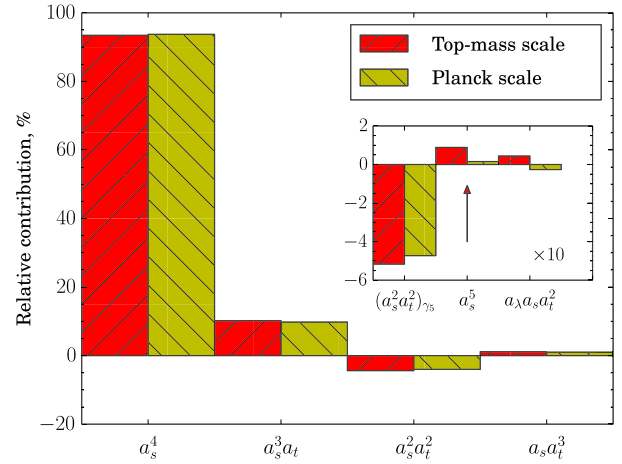 100
80
60
40
20
0
−20
Relative contribution, %
Top-mass scale
Planck scale
2
0
−2
−4
−6
×10
(a_s^2 a_t^2)_{γ_5}
a_s^5
a_λ a_s a_t^2
a_s^4
a_s^3 a_t
a_s^2 a_t^2
a_s a_t^3